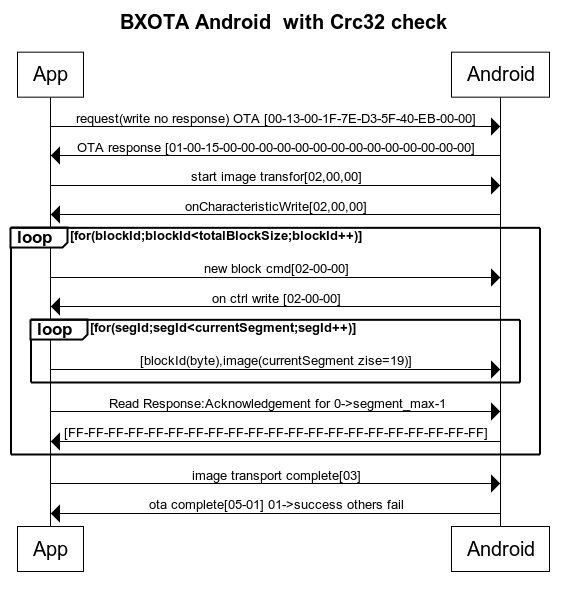 BXOTA Android  with Crc32 check
App
Android
request(write no response) OTA [00-13-00-1F-7E-D3-5F-40-EB-00-00]
OTA response [01-00-15-00-00-00-00-00-00-00-00-00-00-00-00-00-00]
start image transfor[02,00,00]
onCharacteristicWrite[02,00,00]
loop [for(blockId;blockId<totalBlockSize;blockId++)]
new block cmd[02-00-00]
on ctrl write [02-00-00]
loop [for(segId;segId<currentSegment;segId++)]
[blockId(byte),image(currentSegment zise=19)]
Read Response:Acknowledgement for 0->segment_max-1
[FF-FF-FF-FF-FF-FF-FF-FF-FF-FF-FF-FF-FF-FF-FF-FF-FF-FF-FF-FF-FF]
image transport complete[03]
ota complete[05-01] 01->success others fail
App
Android